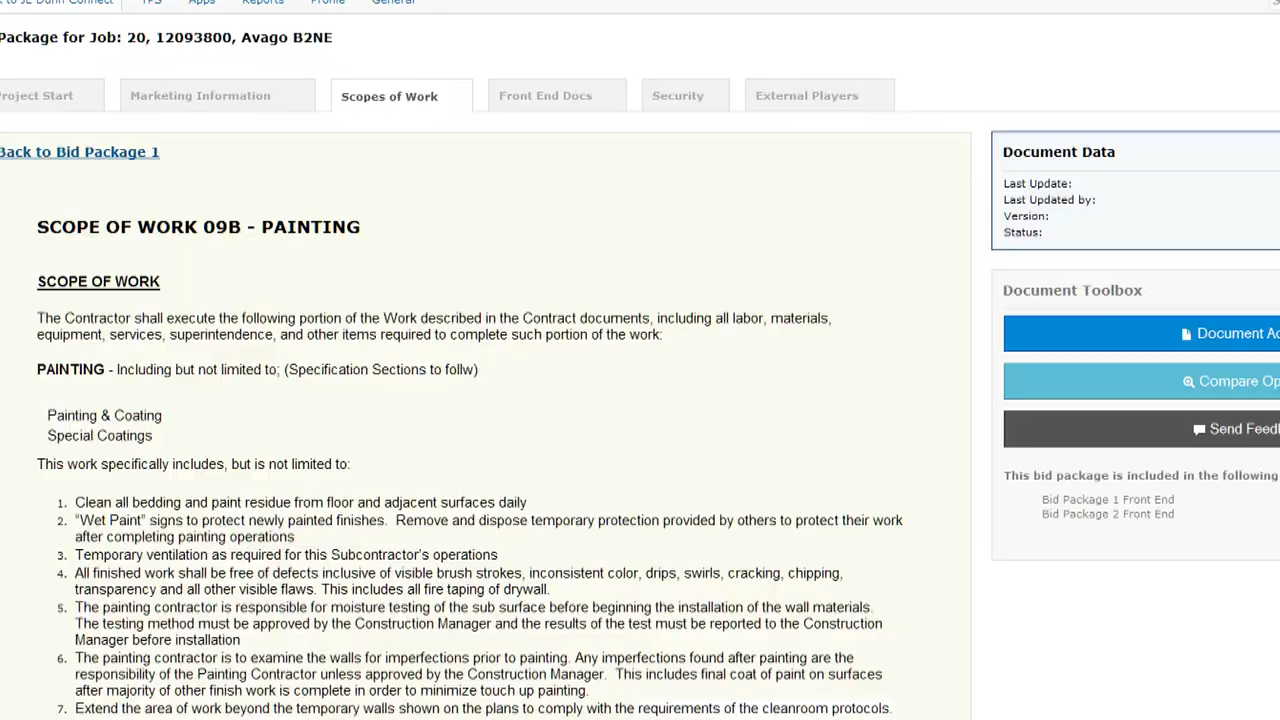 to JE Dunn Connect TPS Apps Reports Profile General
Package for Job: 20, 12093800, Avago B2NE
Project Start Marketing Information Scopes of Work Front End Docs Security External Players
Back to Bid Package 1
SCOPE OF WORK 09B - PAINTING
SCOPE OF WORK
The Contractor shall execute the following portion of the Work described in the Contract documents, including all labor, materials,
equipment, services, superintendence, and other items required to complete such portion of the work:
PAINTING - Including but not limited to; (Specification Sections to follw)
Painting & Coating
Special Coatings
This work specifically includes, but is not limited to:
1. Clean all bedding and paint residue from floor and adjacent surfaces daily
2. “Wet Paint” signs to protect newly painted finishes. Remove and dispose temporary protection provided by others to protect their work
after completing painting operations
3. Temporary ventilation as required for this Subcontractor’s operations
4. All finished work shall be free of defects inclusive of visible brush strokes, inconsistent color, drips, swirls, cracking, chipping,
transparency and all other visible flaws. This includes all fire taping of drywall.
5. The painting contractor is responsible for moisture testing of the sub surface before beginning the installation of the wall materials.
The testing method must be approved by the Construction Manager and the results of the test must be reported to the Construction
Manager before installation
6. The painting contractor is to examine the walls for imperfections prior to painting. Any imperfections found after painting are the
responsibility of the Painting Contractor unless approved by the Construction Manager. This includes final coat of paint on surfaces
after majority of other finish work is complete in order to minimize touch up painting.
7. Extend the area of work beyond the temporary walls shown on the plans to comply with the requirements of the cleanroom protocols.
Document Data
Last Update:
Last Updated by:
Version:
Status:
Document Toolbox
Document Ac
Compare Op
Send Feed
This bid package is included in the following
Bid Package 1 Front End
Bid Package 2 Front End